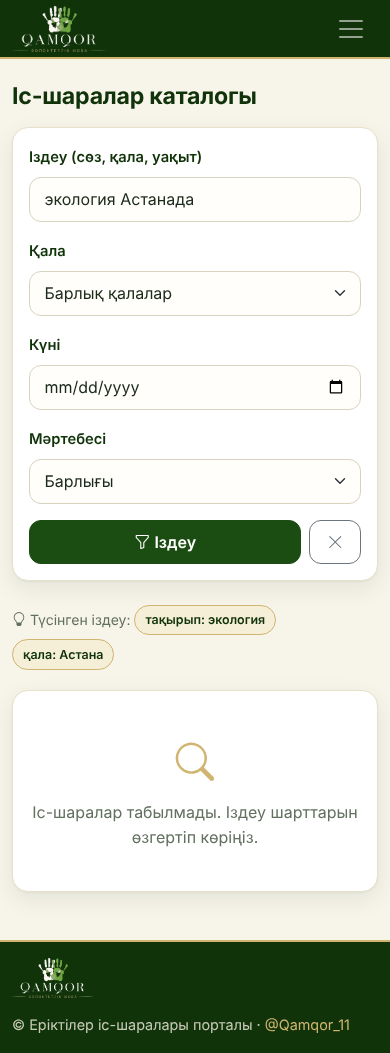 QAMQOR
Іс-шаралар каталогы
Іздеу (сөз, қала, уақыт)
экология Астанада
Қала
Барлық қалалар
Күні
mm/dd/yyyy
Мәртебесі
Барлығы
Іздеу
Түсінген іздеу: тақырып: экология
қала: Астана
Іс-шаралар табылмады. Іздеу шарттарын
өзгертіп көріңіз.
QAMQOR
© Еріктілер іс-шаралары порталы · @Qamqor_11